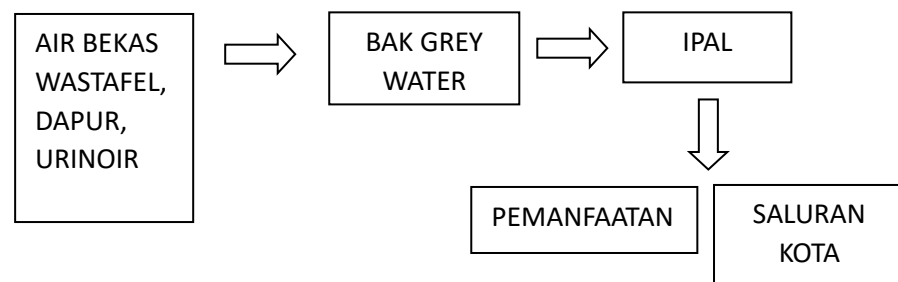 AIR BEKAS
WASTAFEL,
DAPUR,
URINOIR
BAK GREY
WATER
IPAL
PEMANFAATAN
SALURAN
KOTA